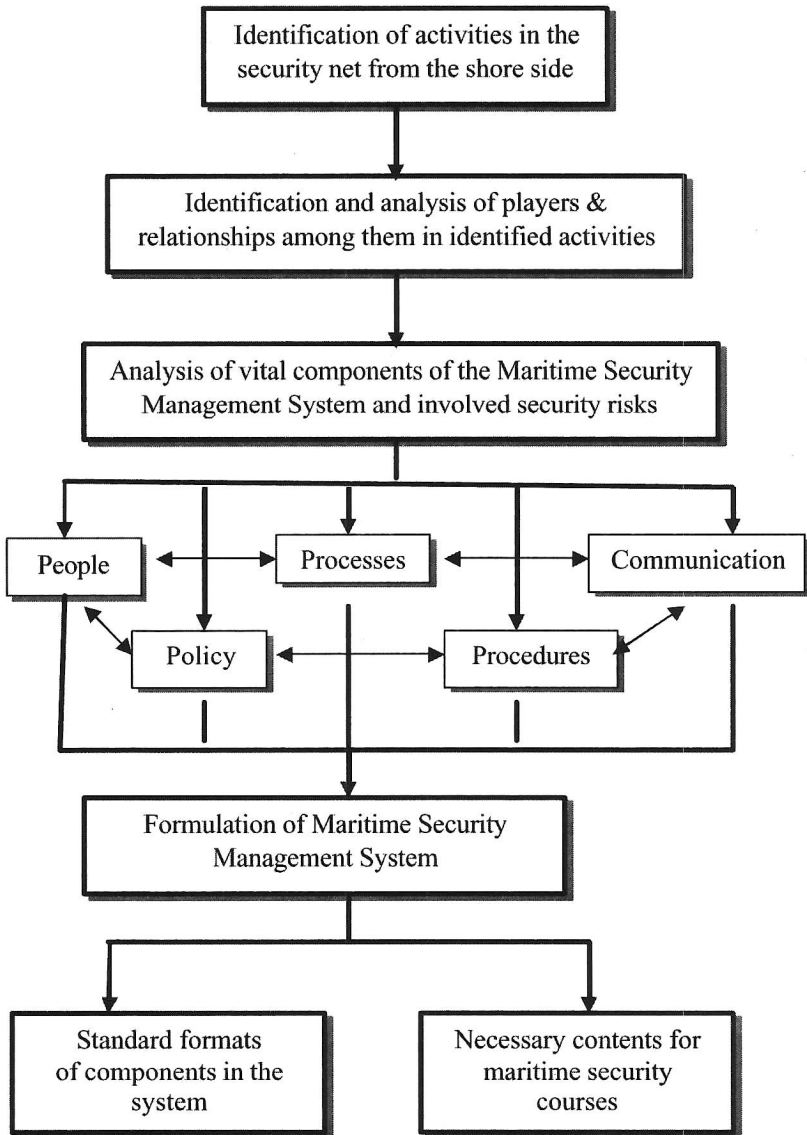 Identification of activities in the
security net from the shore side
Identification and analysis of players &
relationships among them in identified activities
Analysis of vital components of the Maritime Security
Management System and involved security risks
People
Processes
Communication
Policy
Procedures
Formulation of Maritime Security
Management System
Standard formats
of components in the
system
Necessary contents for
maritime security
courses